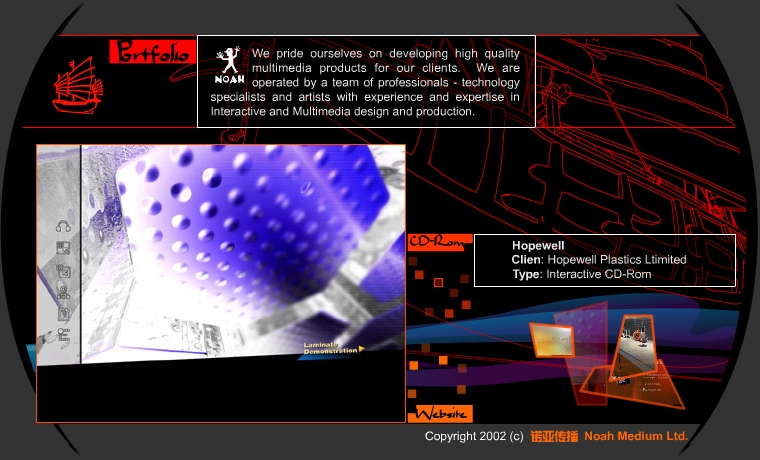 Portfolio
NOAH
We pride ourselves on developing high quality
multimedia products for our clients. We are
operated by a team of professionals - technology
specialists and artists with experience and expertise in
Interactive and Multimedia design and production.
CD-Rom
Hopewell
Clien: Hopewell Plastics Ltimited
Type: Interactive CD-Rom
Laminate
Demonstration
Website
Copyright 2002 (c) 诺亚传播 Noah Medium Ltd.